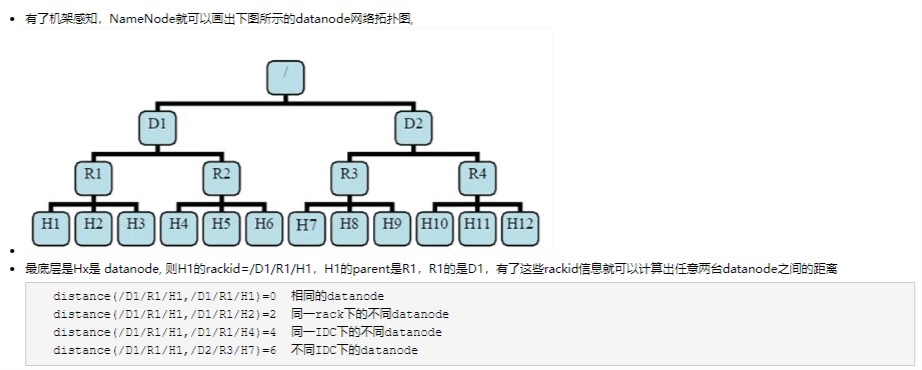 有了机架感知，NameNode就可以画出下图所示的datanode网络拓扑图,
/
D1 D2
R1 R2 R3 R4
H1 H2 H3 H4 H5 H6 H7 H8 H9 H10 H11 H12
最底层是Hx是 datanode, 则H1的rackid=/D1/R1/H1，H1的parent是R1，R1的是D1，有了这些rackid信息就可以计算出任意两台datanode之间的距离
distance(/D1/R1/H1,/D1/R1/H1)=0  相同的datanode
distance(/D1/R1/H1,/D1/R1/H2)=2  同一rack下的不同datanode
distance(/D1/R1/H1,/D1/R1/H4)=4  同一IDC下的不同datanode
distance(/D1/R1/H1,/D2/R3/H7)=6  不同IDC下的datanode